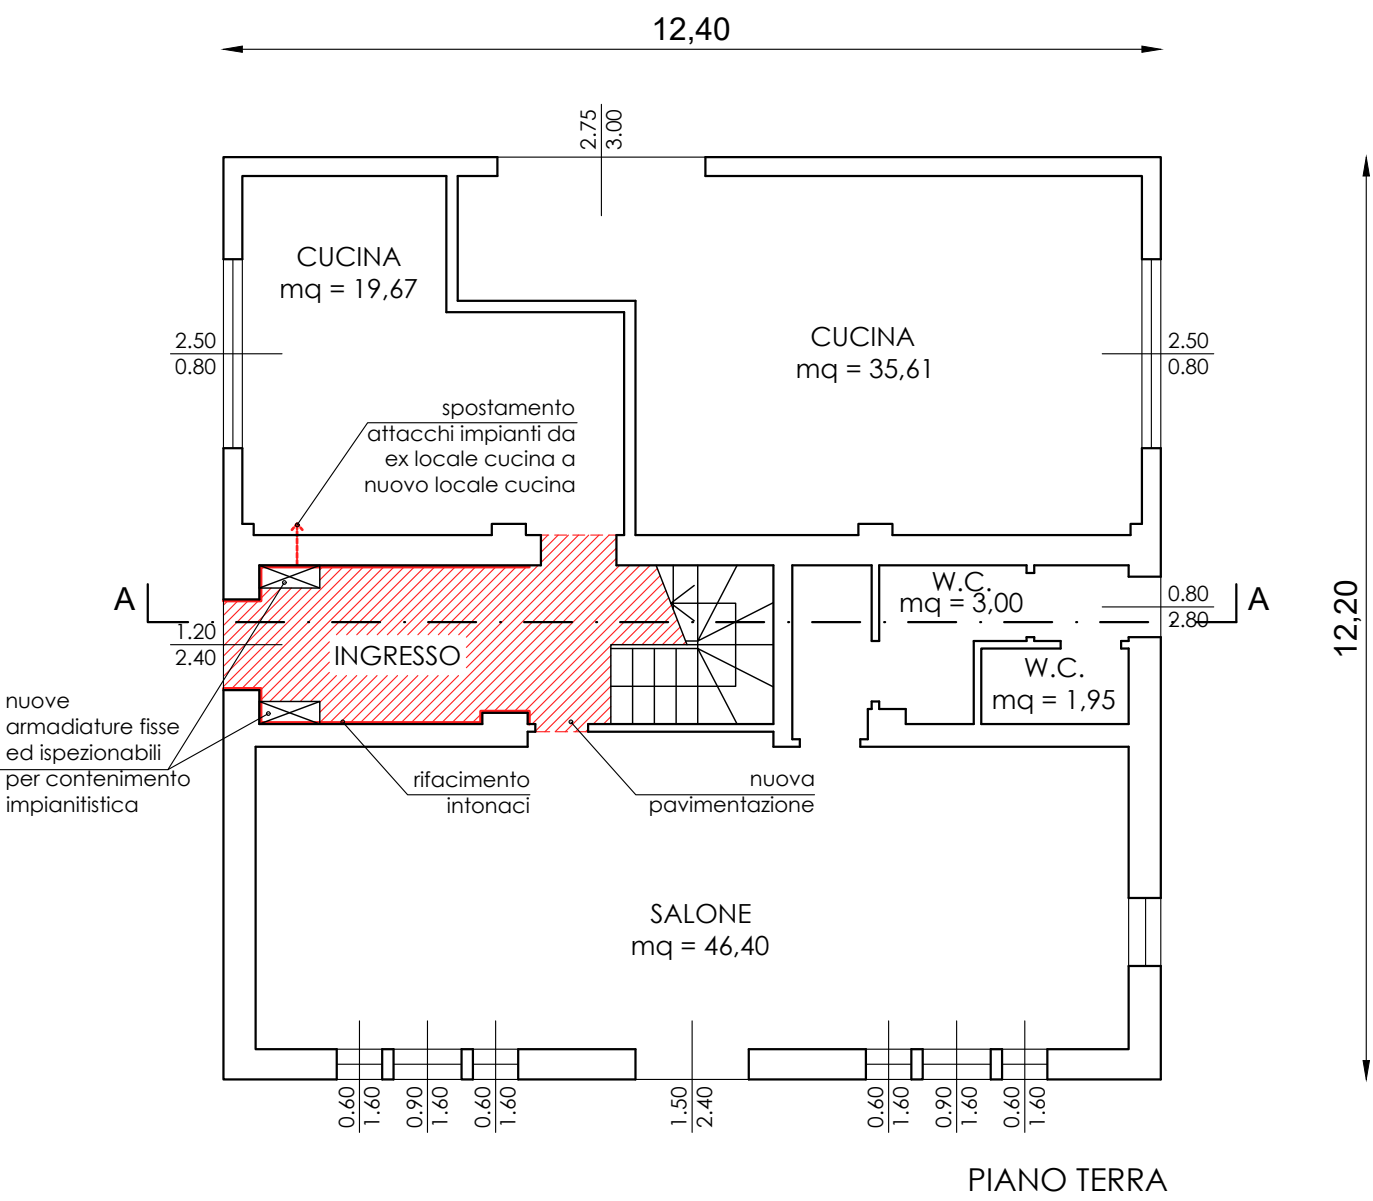 12,40
2.75
3.00
CUCINA
mq = 19,67
CUCINA
mq = 35,61
2.50
0.80
2.50
0.80
spostamento
attacchi impianti da
ex locale cucina a
nuovo locale cucina
A
A
12,20
W.C.
mq = 3,00
0.80
2.80
1.20
2.40
INGRESSO
W.C.
mq = 1,95
nuove
armadiature fisse
ed ispezionabili
per contenimento
impianitistica
rifacimento
intonaci
nuova
pavimentazione
SALONE
mq = 46,40
0.60
1.60
0.90
1.60
0.60
1.60
1.50
2.40
0.60
1.60
0.90
1.60
0.60
1.60
PIANO TERRA